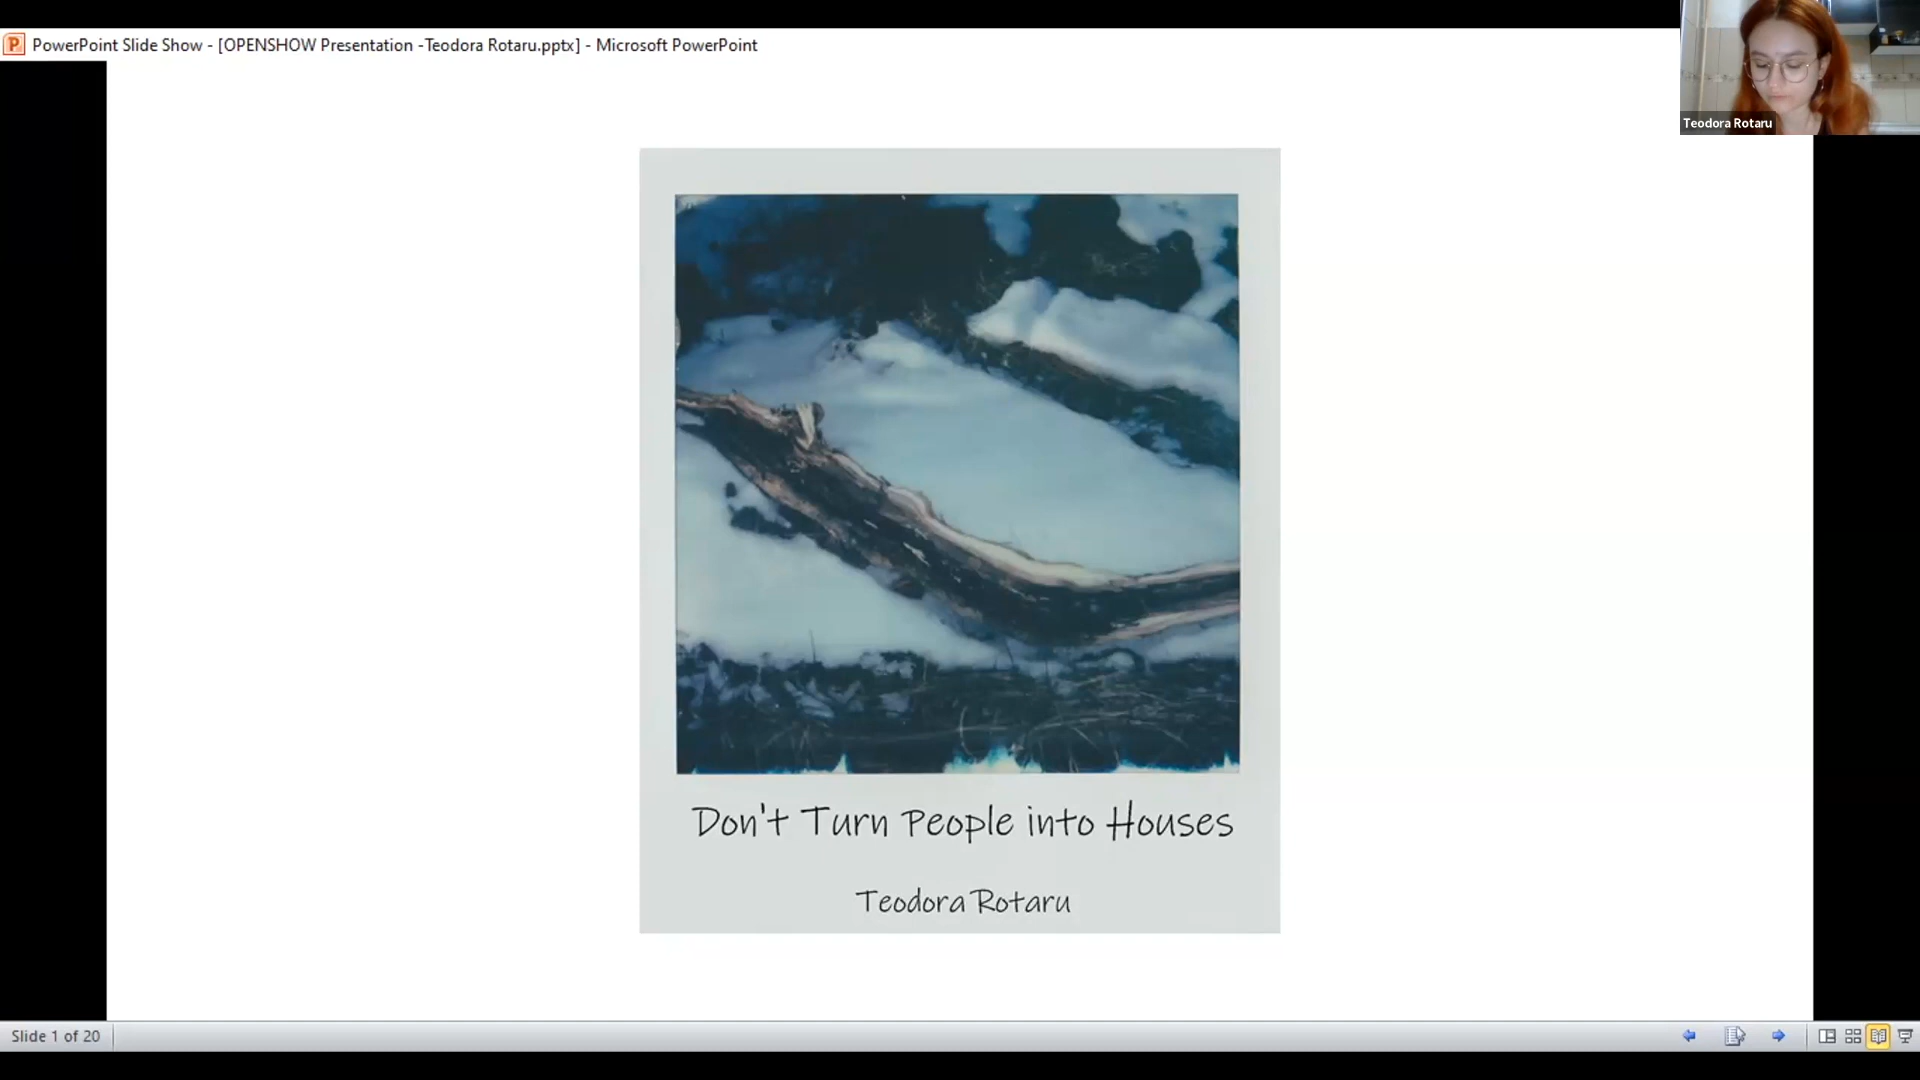 PowerPoint Slide Show - [OPENSHOW Presentation -Teodora Rotaru.pptx] - Microsoft PowerPoint
Teodora Rotaru
Don't Turn People into Houses
Teodora Rotaru
Slide 1 of 20